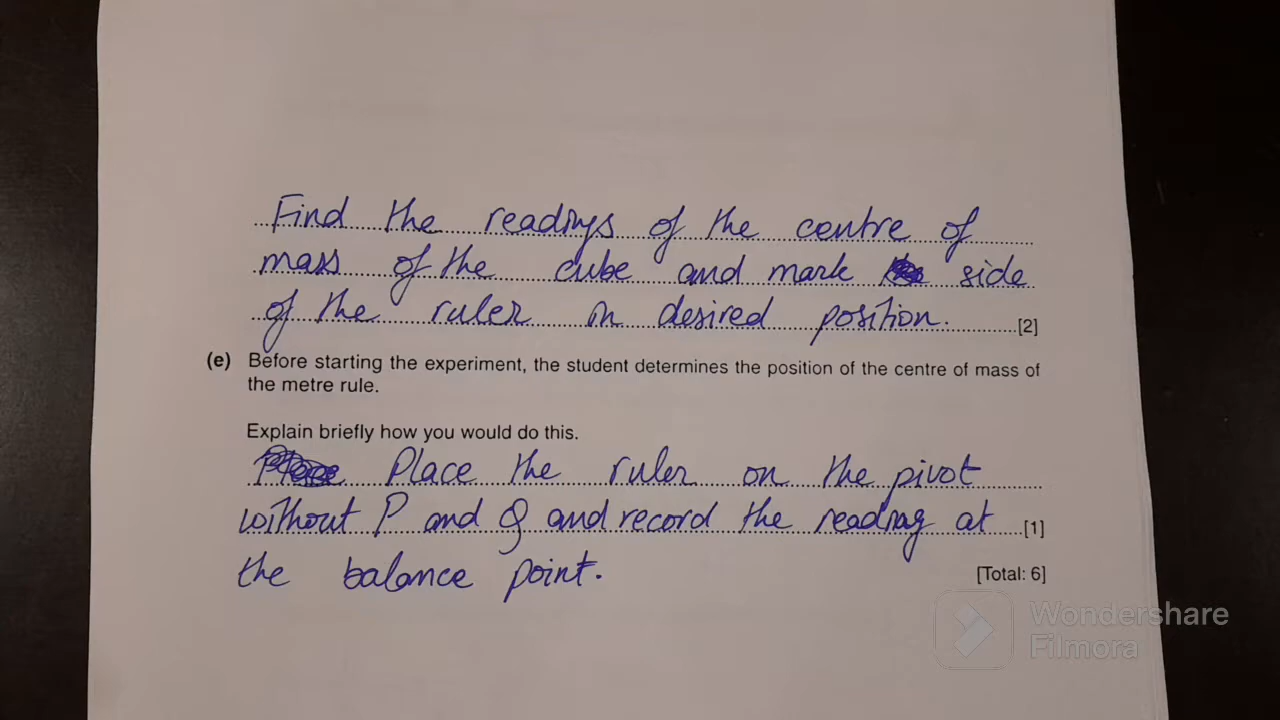 Find the readings of the centre of
mass of the cube and mark side
of the ruler on desired position. [2]
(e) Before starting the experiment, the student determines the position of the centre of mass of
the metre rule.
Explain briefly how you would do this.
Place the ruler on the pivot
without P and Q and record the reading at [1]
the balance point.
[Total: 6]
Wondershare
Filmora